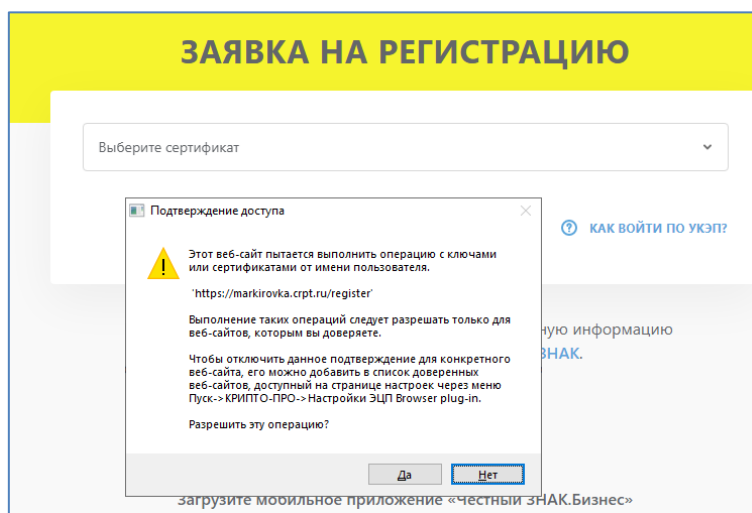 ЗАЯВКА НА РЕГИСТРАЦИЮ
Выберите сертификат
КАК ВОЙТИ ПО УКЭП?
Подтверждение доступа
Этот веб-сайт пытается выполнить операцию с ключами
или сертификатами от имени пользователя.
'https://markirovka.crpt.ru/register'
Выполнение таких операций следует разрешать только для
веб-сайтов, которым вы доверяете.
Чтобы отключить данное подтверждение для конкретного
веб-сайта, его можно добавить в список доверенных
веб-сайтов, доступный на странице настроек через меню
Пуск->КРИПТО-ПРО->Настройки ЭЦП Browser plug-in.
Разрешить эту операцию?
Да Нет
информацию
ЗНАК.
Загрузите мобильное приложение «Честный ЗНАК.Бизнес»